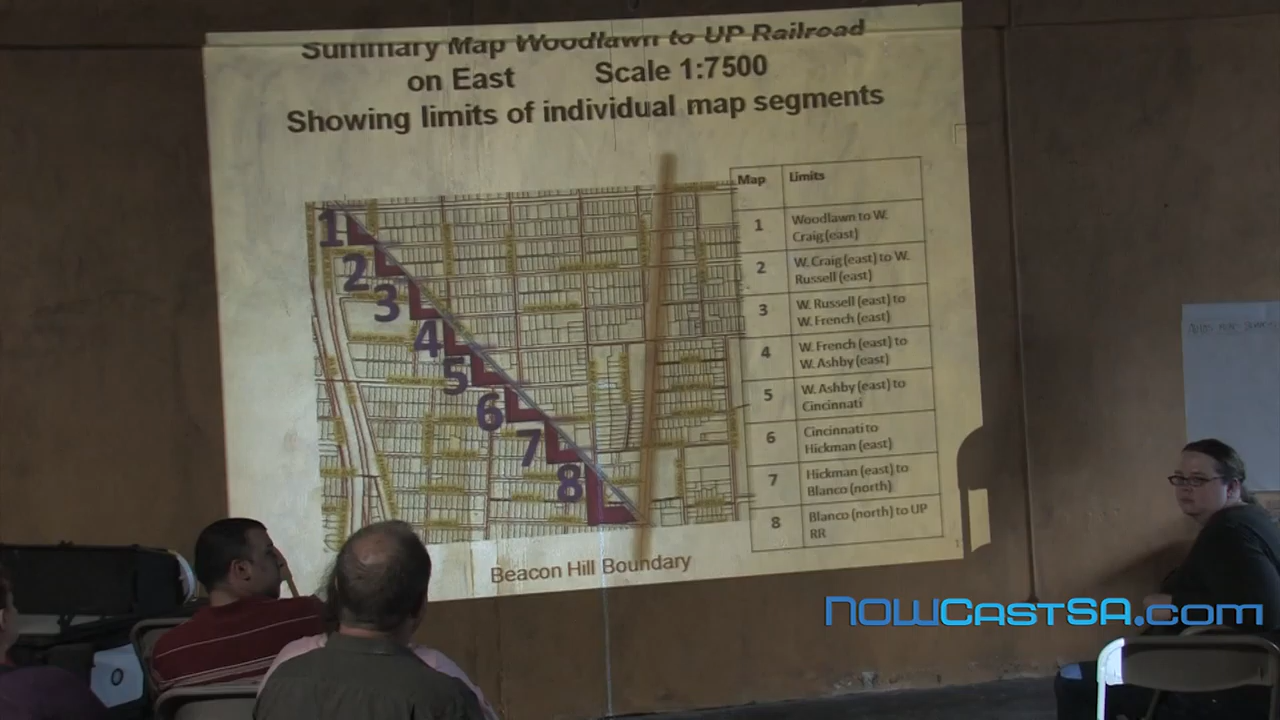 Summary Map Woodlawn to UP Railroad
on East Scale 1:7500
Showing limits of individual map segments
Map Limits
1 Woodlawn to W.
Craig (east)
2 W. Craig (east) to W.
Russell (east)
3 W. Russell (east) to
W. French (east)
4 W. French (east) to
W. Ashby (east)
5 W. Ashby (east) to
Cincinnati
6 Cincinnati to
Hickman (east)
7 Hickman (east) to
Blanco (north)
8 Blanco (north) to UP
RR
1
2
3
4
5
6
7
8
Beacon Hill Boundary
NOWCastSA.com